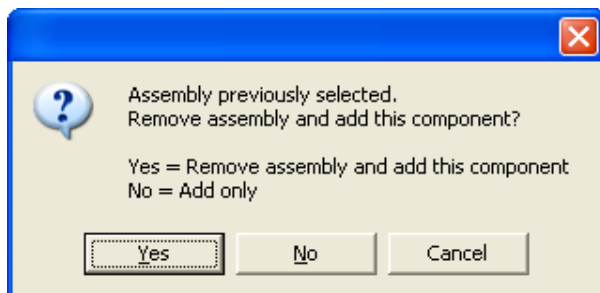 Assembly previously selected.
Remove assembly and add this component?
Yes = Remove assembly and add this component
No = Add only
Yes No Cancel